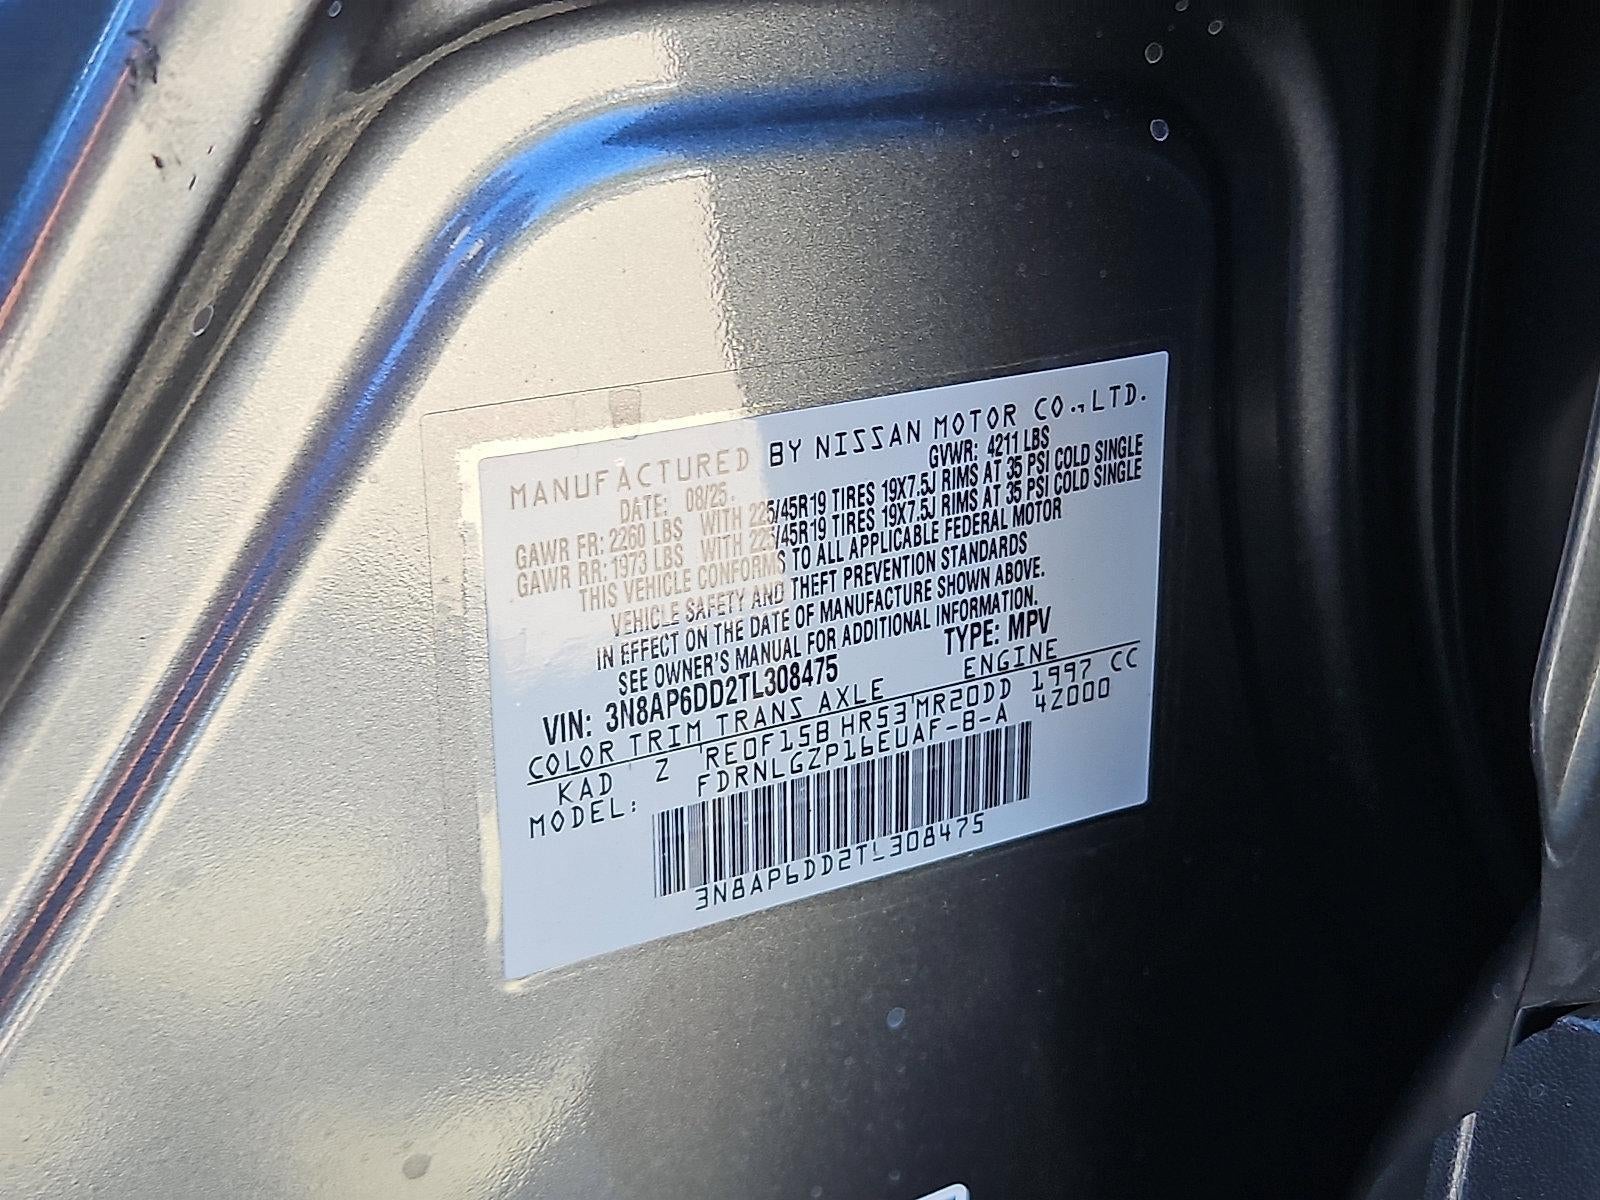 MANUFACTURED BY NISSAN MOTOR CO., LTD.
DATE: 08/25 GVWR: 4211 LBS
GAWR FR: 2260 LBS WITH 225/45R19 TIRES 19X7.5J RIMS AT 35 PSI COLD SINGLE
GAWR RR: 1973 LBS WITH 225/45R19 TIRES 19X7.5J RIMS AT 35 PSI COLD SINGLE
THIS VEHICLE CONFORMS TO ALL APPLICABLE FEDERAL MOTOR
VEHICLE SAFETY AND THEFT PREVENTION STANDARDS
IN EFFECT ON THE DATE OF MANUFACTURE SHOWN ABOVE.
SEE OWNER'S MANUAL FOR ADDITIONAL INFORMATION.
VIN: 3N8AP6DD2TL308475 TYPE: MPV
COLOR TRIM TRANS AXLE ENGINE
KAD Z RE0F15B HR53 MR20DD 1997 CC
MODEL: FDRNLGZP16EUAF-B-A 4Z000
3N8AP6DD2TL308475